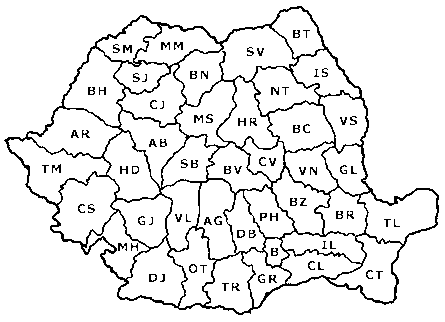 BT
SM MM SV
SJ BN IS
BH NT
CJ
MS HR VS
AR AB BC
TM HD SB BV CV VN GL
CS BZ
GJ VL AG PH BR TL
DB
MH B IL
DJ OT TR GR CL CT